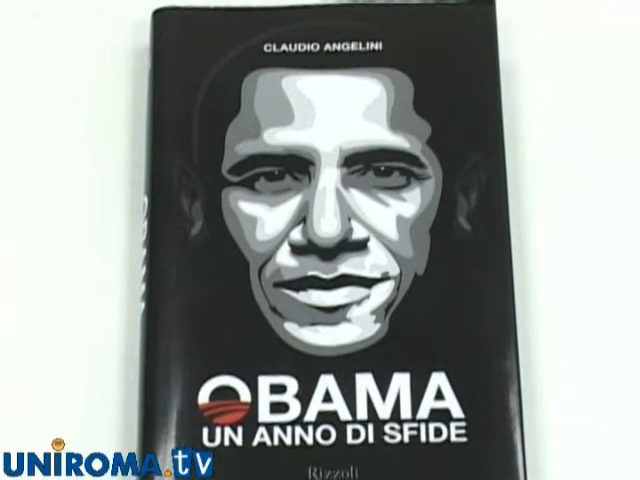 CLAUDIO ANGELINI
OBAMA
UN ANNO DI SFIDE
Rizzoli
UNIROMA.tv